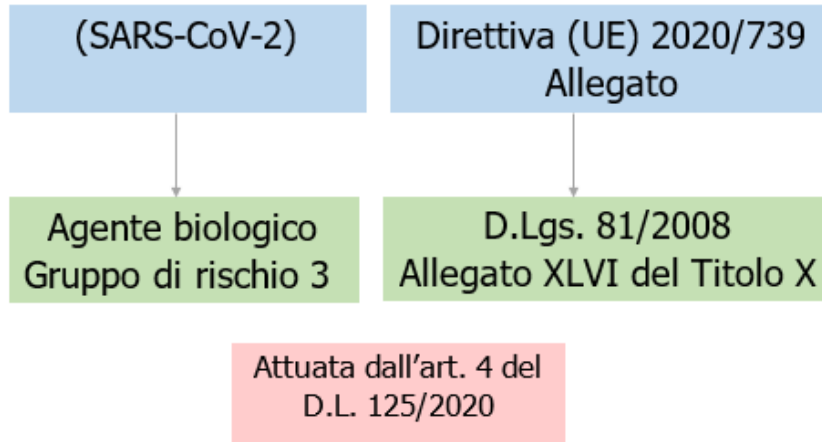 (SARS-CoV-2)
Direttiva (UE) 2020/739
Allegato
Agente biologico
Gruppo di rischio 3
D.Lgs. 81/2008
Allegato XLVI del Titolo X
Attuata dall'art. 4 del
D.L. 125/2020